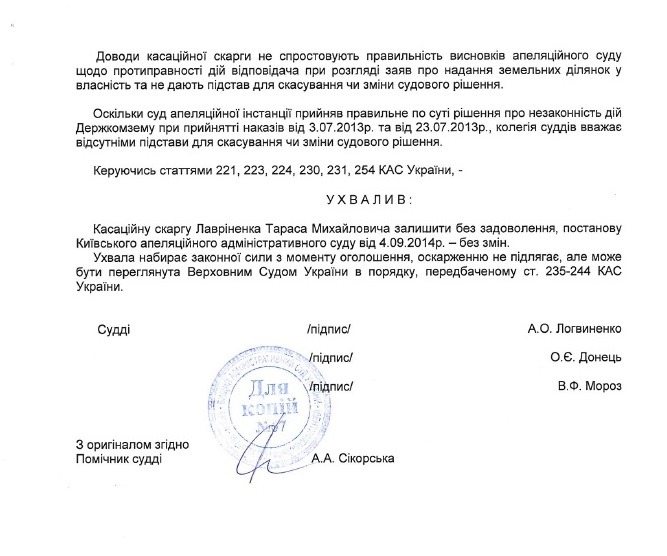 Доводи касаційної скарги не спростовують правильність висновків апеляційного суду
щодо протиправності дій відповідача при розгляді заяв про надання земельних ділянок у
власність та не дають підстав для скасування чи зміни судового рішення.
Оскільки суд апеляційної інстанції прийняв правильне по суті рішення про незаконність дій
Держкомзему при прийнятті наказів від 3.07.2013р. та від 23.07.2013р., колегія суддів вважає
відсутніми підстави для скасування чи зміни судового рішення.
Керуючись статтями 221, 223, 224, 230, 231, 254 КАС України, -
У Х В А Л И В :
Касаційну скаргу Лавріненка Тараса Михайловича залишити без задоволення, постанову
Київського апеляційного адміністративного суду від 4.09.2014р. – без змін.
Ухвала набирає законної сили з моменту оголошення, оскарженню не підлягає, але може
бути переглянута Верховним Судом України в порядку, передбаченому ст. 235-244 КАС
України.
Судді /підпис/ А.О. Логвиненко
/підпис/ О.Є. Донець
/підпис/ В.Ф. Мороз
Для
копій
№ 7
З оригіналом згідно
Помічник судді А.А. Сікорська